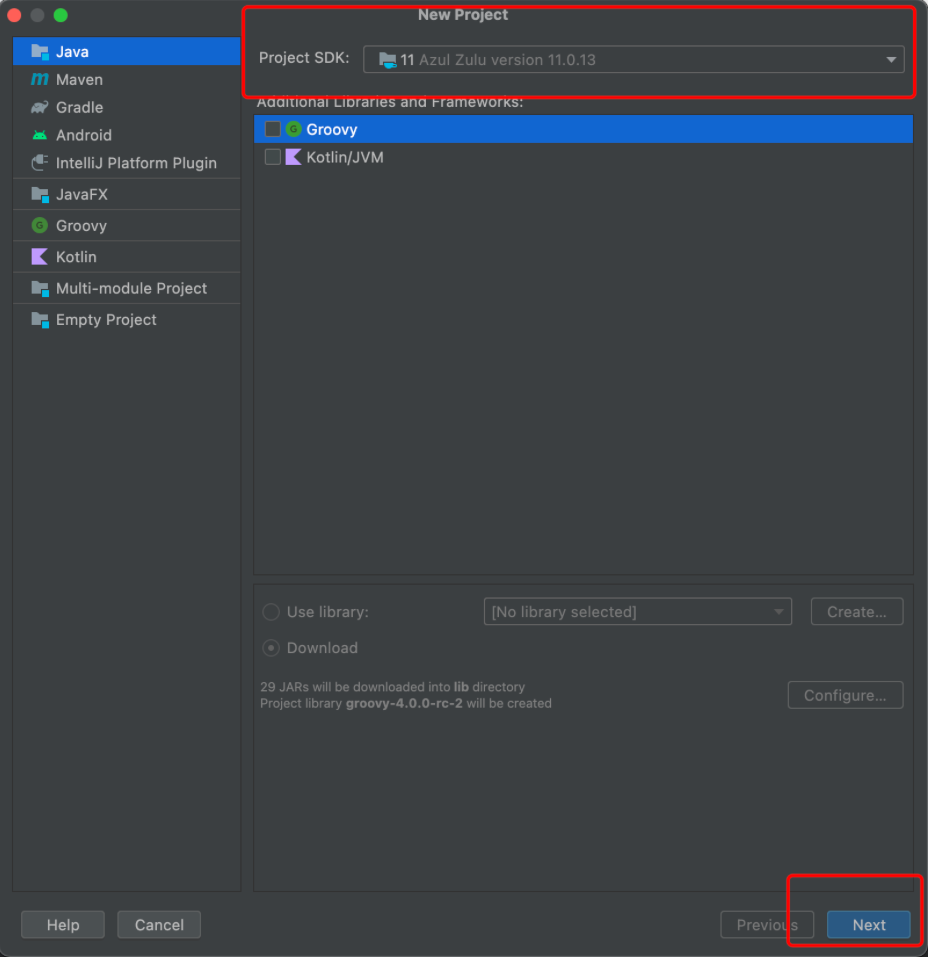 New Project
Java
Maven
Gradle
Android
IntelliJ Platform Plugin
JavaFX
Groovy
Kotlin
Multi-module Project
Empty Project
Project SDK: 11 Azul Zulu version 11.0.13
Additional Libraries and Frameworks:
Groovy
Kotlin/JVM
Use library: [No library selected] Create...
Download
29 JARs will be downloaded into lib directory
Project library groovy-4.0.0-rc-2 will be created
Configure...
Help Cancel Previous Next